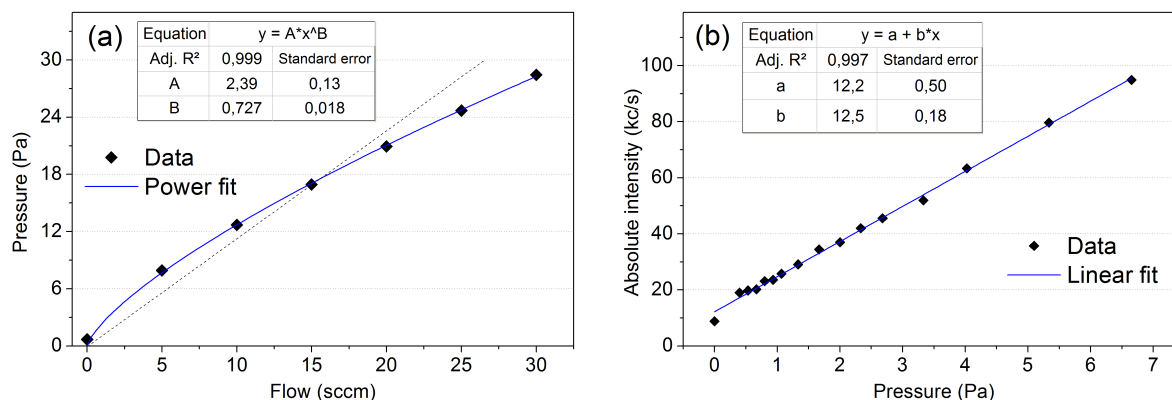 (a)
Equation y = A*x^B
Adj. R² 0,999 Standard error
A 2,39 0,13
B 0,727 0,018
Data
Power fit
Pressure (Pa)
30
24
18
12
6
0
0 5 10 15 20 25 30
Flow (sccm)
(b)
Equation y = a + b*x
Adj. R² 0,997 Standard error
a 12,2 0,50
b 12,5 0,18
Data
Linear fit
Absolute intensity (kc/s)
100
80
60
40
20
0
0 1 2 3 4 5 6 7
Pressure (Pa)